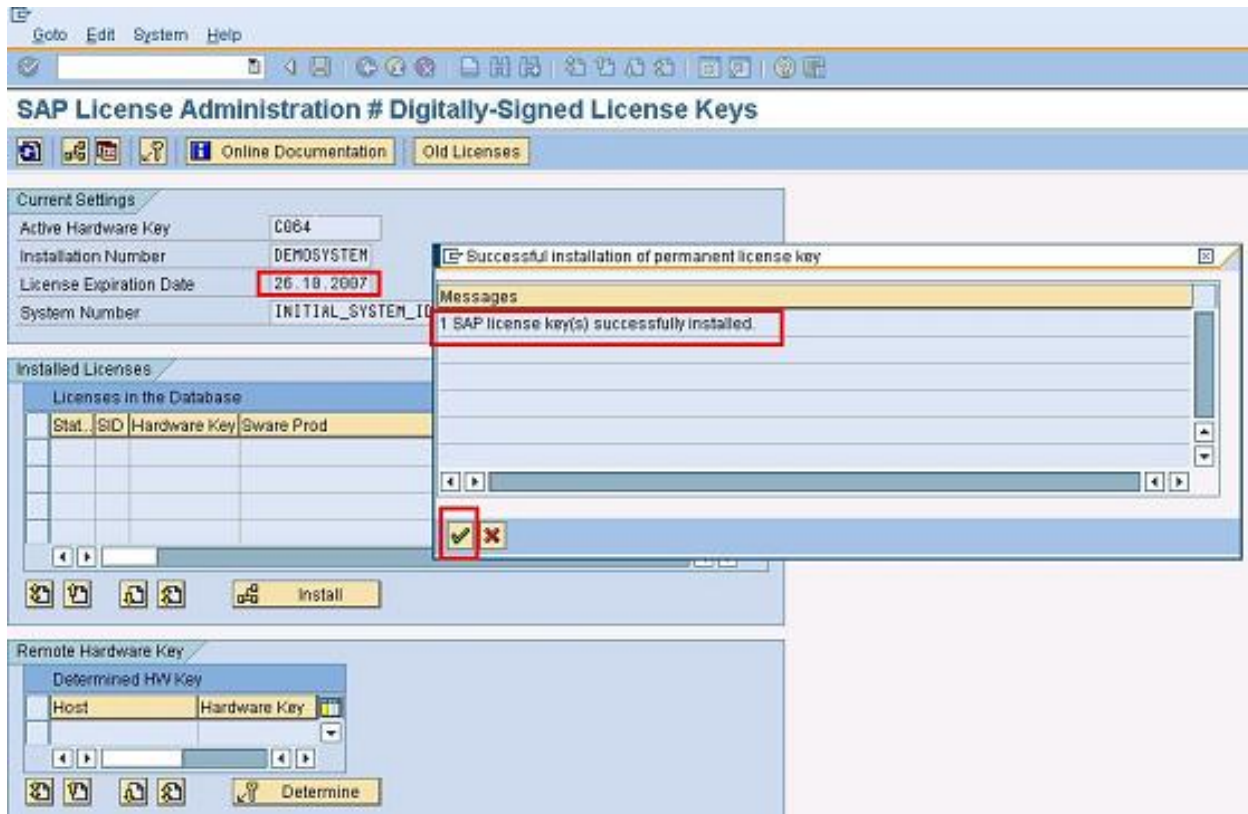 Goto Edit System Help
SAP License Administration # Digitally-Signed License Keys
Online Documentation Old Licenses
Current Settings
Active Hardware Key C064
Installation Number DEMOSYSTEM
License Expiration Date 26.10.2007
System Number INITIAL_SYSTEM_ID
Successful installation of permanent license key
Messages
1 SAP license key(s) successfully installed.
Installed Licenses
Licenses in the Database
Stat.. SID Hardware Key Sware Prod
Install
Remote Hardware Key
Determined HW Key
Host Hardware Key
Determine